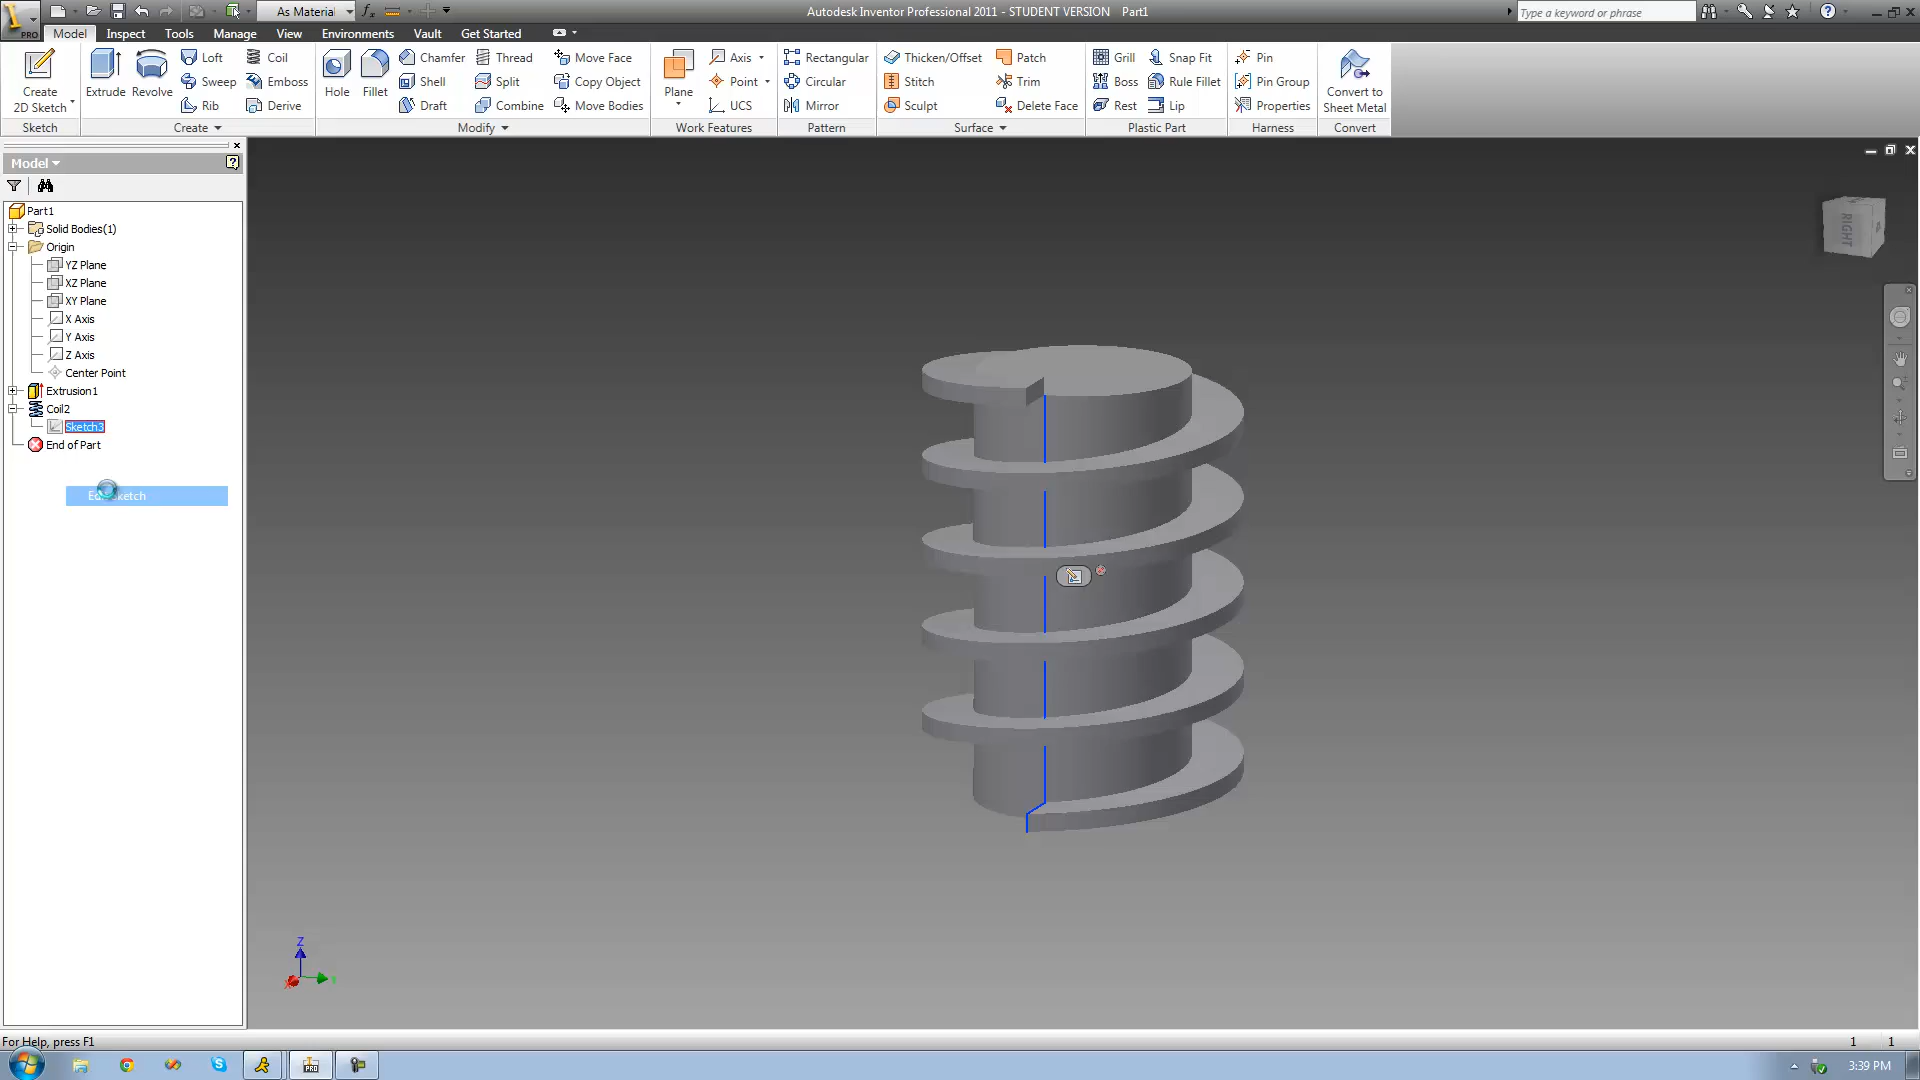 As Material
Autodesk Inventor Professional 2011 - STUDENT VERSION Part1
Type a keyword or phrase
PRO
Model Inspect Tools Manage View Environments Vault Get Started
Create
2D Sketch
Sketch
Extrude Revolve
Loft Coil
Sweep Emboss
Rib Derive
Create
Hole Fillet
Chamfer Thread Move Face
Shell Split Copy Object
Draft Combine Move Bodies
Modify
Plane
Axis
Point
UCS
Work Features
Rectangular
Circular
Mirror
Pattern
Thicken/Offset Patch
Stitch Trim
Sculpt Delete Face
Surface
Grill Snap Fit
Boss Rule Fillet
Rest Lip
Plastic Part
Pin
Pin Group
Properties
Harness
Convert to
Sheet Metal
Convert
Model
Part1
Solid Bodies(1)
Origin
YZ Plane
XZ Plane
XY Plane
X Axis
Y Axis
Z Axis
Center Point
Extrusion1
Coil2
Sketch3
End of Part
Edit Sketch
RIGHT
Z
For Help, press F1
1 1
PRO
3:39 PM